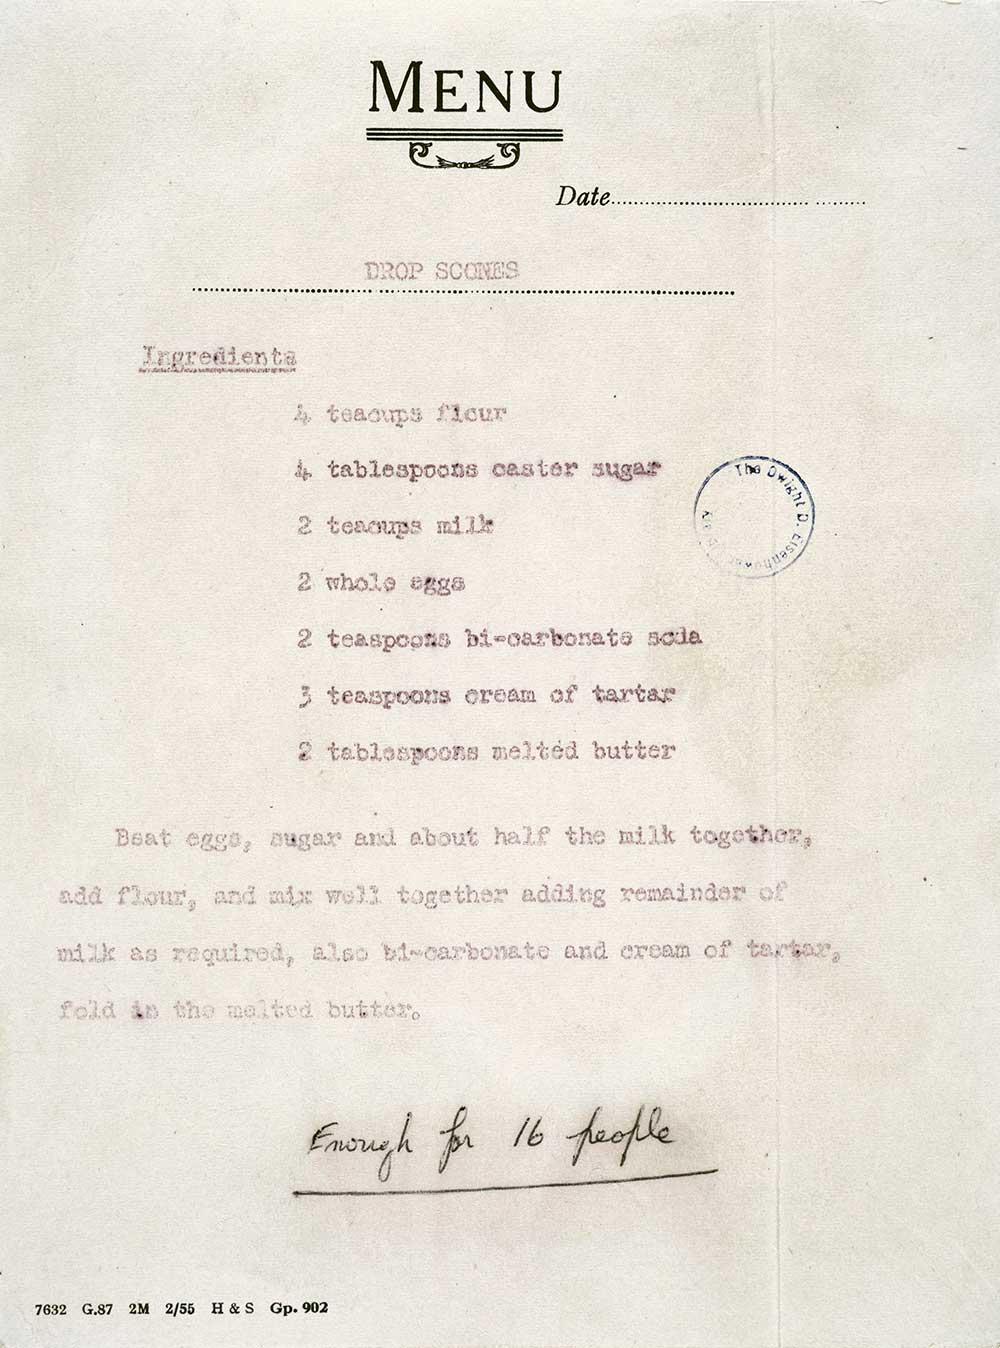 MENU
Date
DROP SCONES
Ingredients
4 teacups flour
4 tablespoons caster sugar
2 teacups milk
2 whole eggs
2 teaspoons bi-carbonate soda
3 teaspoons cream of tartar
2 tablespoons melted butter
The Dwight D. Eisenhower Library
Beat eggs, sugar and about half the milk together,
add flour, and mix well together adding remainder of
milk as required, also bi-carbonate and cream of tartar,
fold in the melted butter.
Enough for 16 people
7632 G.87 2M 2/55 H & S Gp. 902